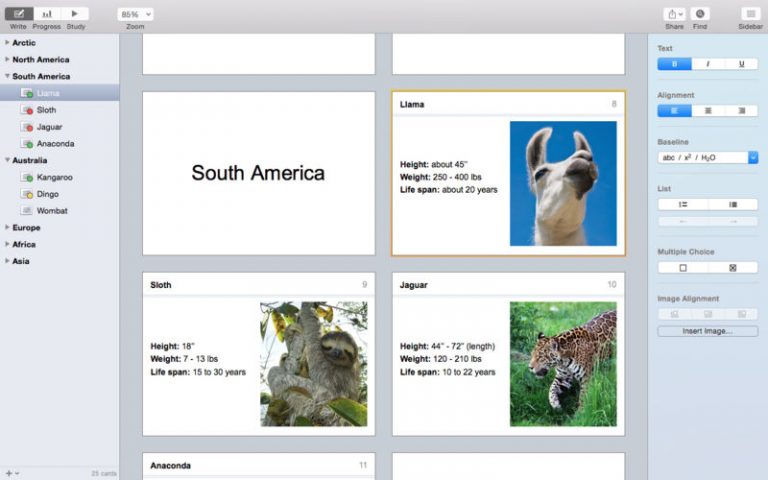 85%
Write Progress Study
Zoom
Share Find
Sidebar
Arctic
North America
South America
Llama
Sloth
Jaguar
Anaconda
Australia
Kangaroo
Dingo
Wombat
Europe
Africa
Asia
25 cards
South America
Llama 8
Height: about 45"
Weight: 250 - 400 lbs
Life span: about 20 years
Sloth 9
Height: 18"
Weight: 7 - 13 lbs
Life span: 15 to 30 years
Jaguar 10
Height: 44" - 72" (length)
Weight: 120 - 210 lbs
Life span: 10 to 22 years
Anaconda 11
Text
B I U
Alignment
Baseline
abc / x² / H₂O
List
Multiple Choice
Image Alignment
Insert Image...